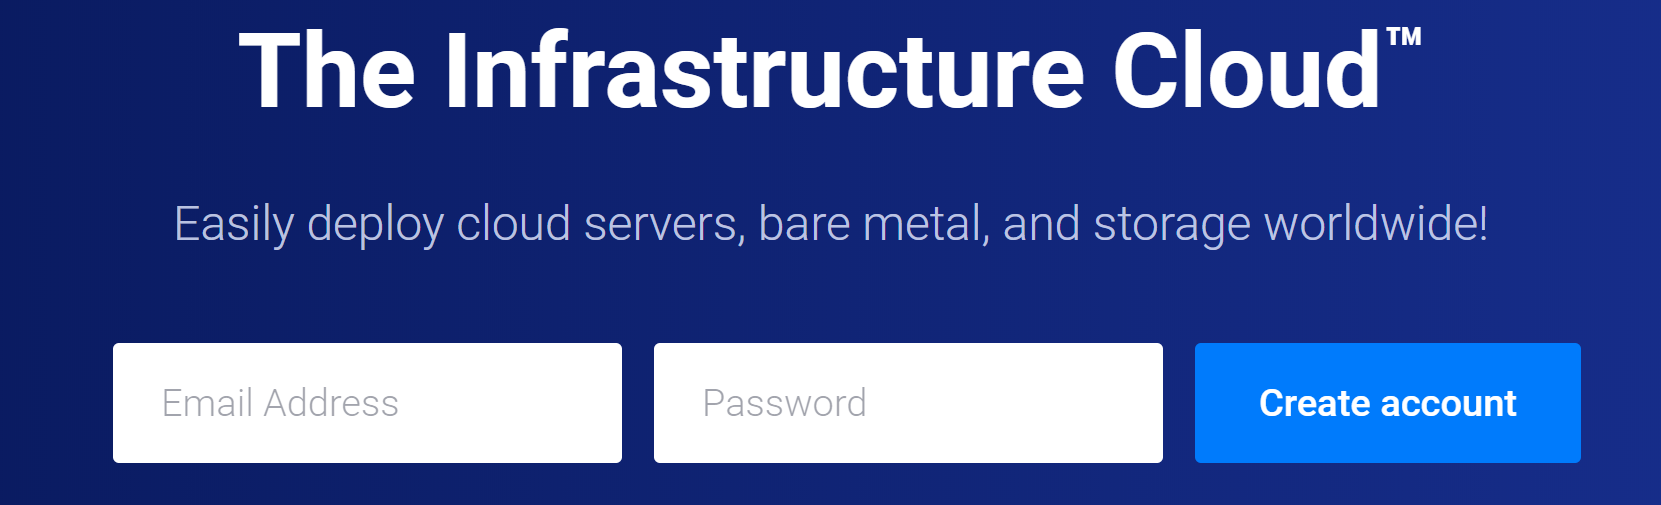 The Infrastructure Cloud™
Easily deploy cloud servers, bare metal, and storage worldwide!
Email Address
Password
Create account